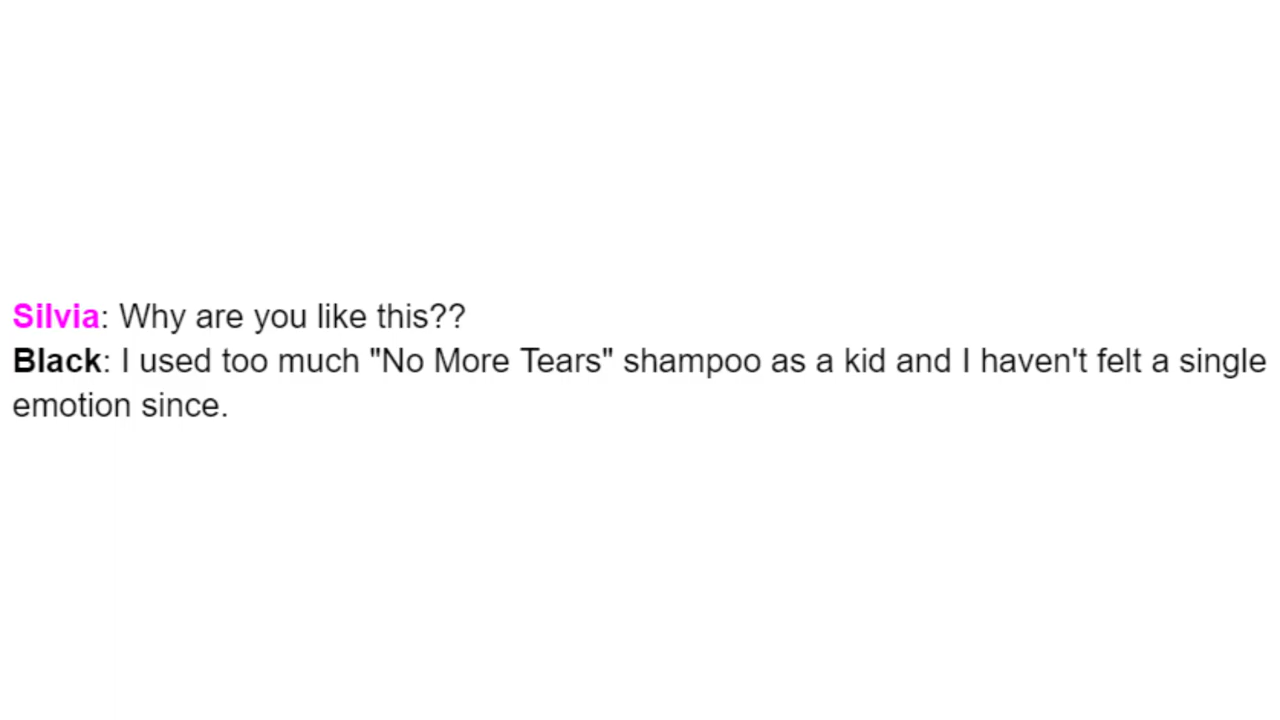 Silvia: Why are you like this??
Black: I used too much "No More Tears" shampoo as a kid and I haven't felt a single
emotion since.